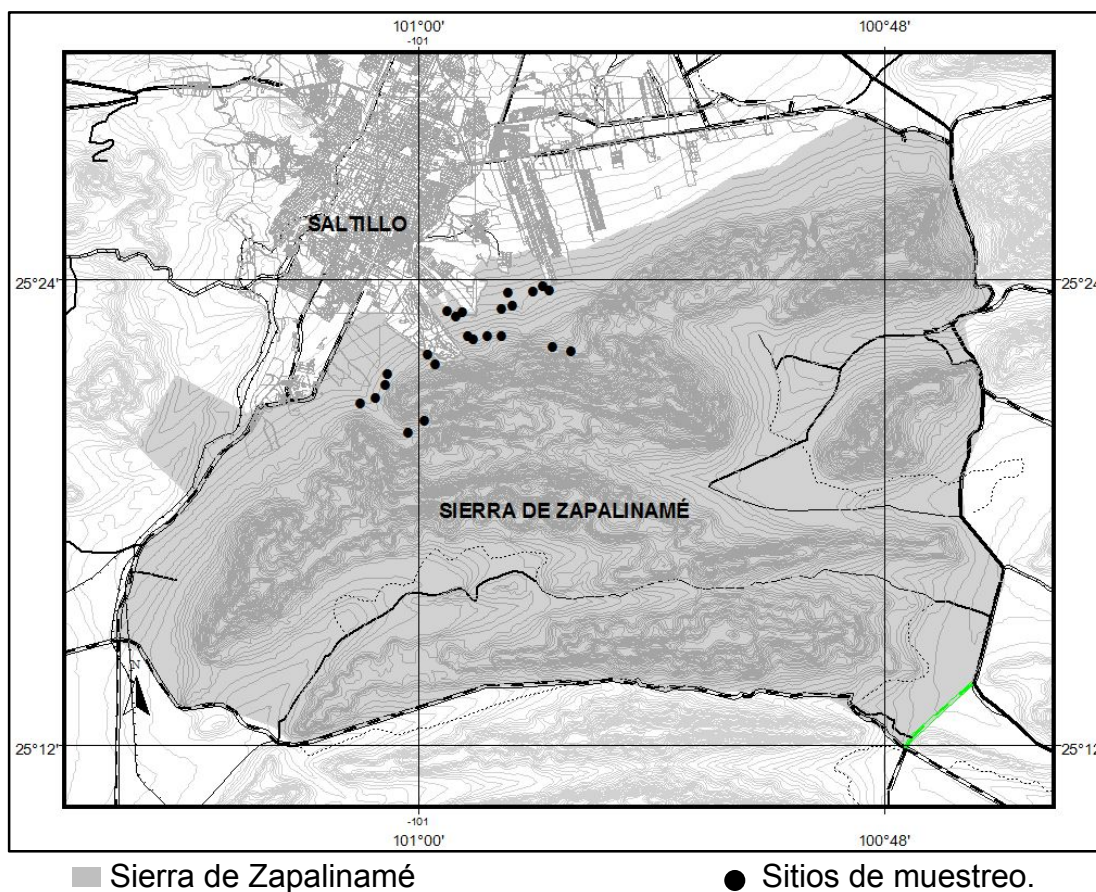 101°00'
100°48'
-101
SALTILLO
25°24'
25°24
SIERRA DE ZAPALINAMÉ
N
25°12'
25°12
-101
101°00'
100°48'
Sierra de Zapalinamé
Sitios de muestreo.